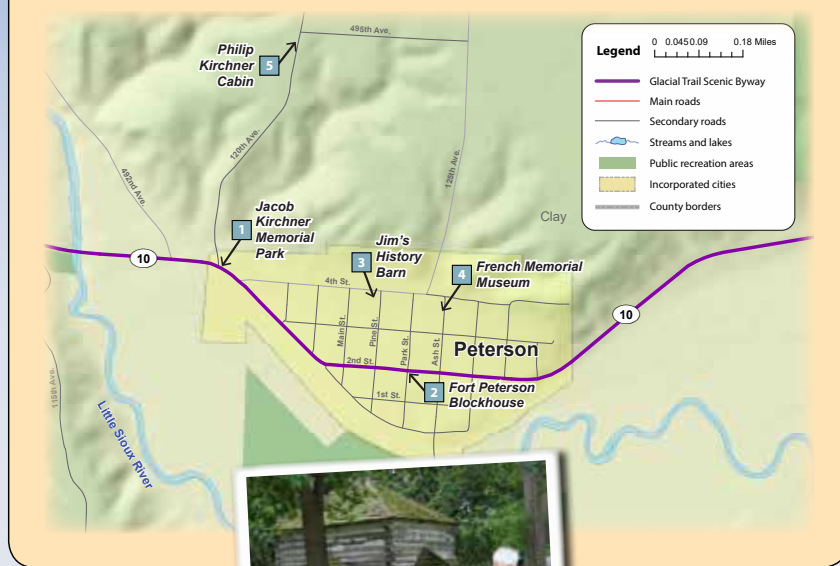 495th Ave.
Philip
Kirchner
Cabin
5
120th Ave.
492nd Ave.
128th Ave.
Jacob
Kirchner
Memorial
Park
1
10
Jim's
History
Barn
3
4
French Memorial
Museum
4th St.
Main St.
Pine St.
Park St.
Ash St.
Peterson
2nd St.
1st St.
2
Fort Peterson
Blockhouse
10
Clay
115th Ave.
Little Sioux River
Legend
0 0.045 0.09 0.18 Miles
Glacial Trail Scenic Byway
Main roads
Secondary roads
Streams and lakes
Public recreation areas
Incorporated cities
County borders